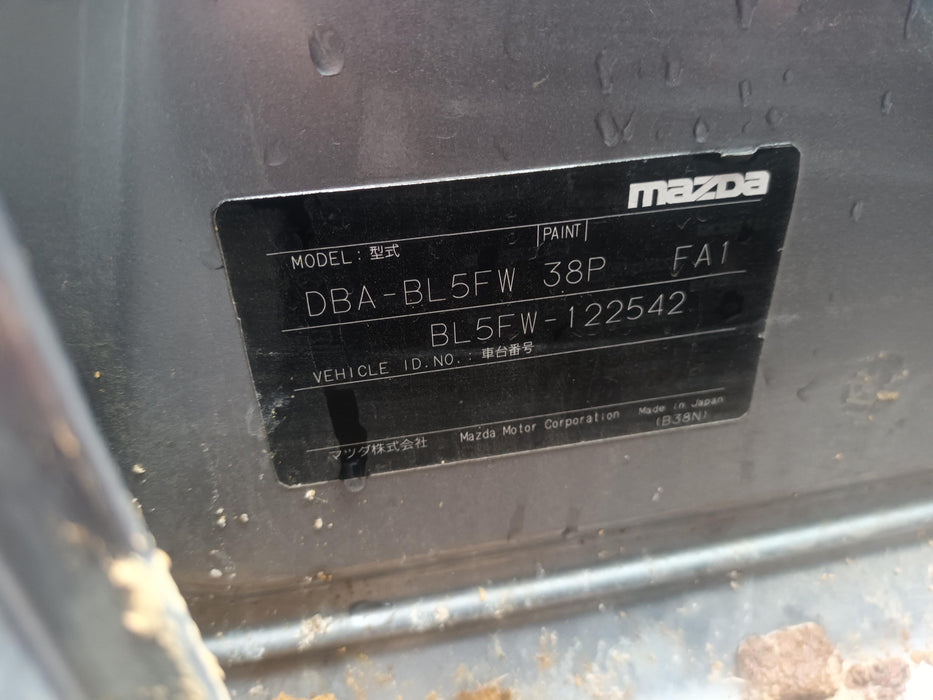 mazda
MODEL : 型式 PAINT
DBA-BL5FW 38P FA1
BL5FW-122542
VEHICLE ID.NO. : 車台番号
マツダ株式会社 Mazda Motor Corporation Made in Japan
(B38N)